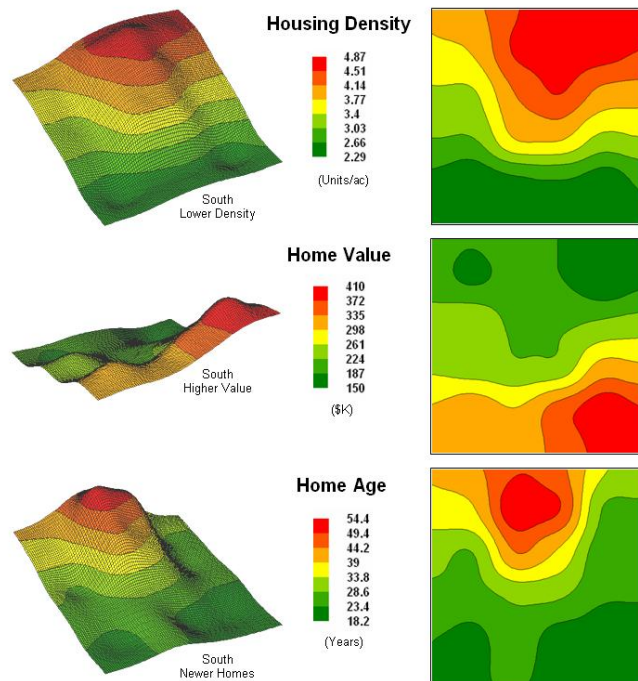 Housing Density
4.87
4.51
4.14
3.77
3.4
3.03
2.66
2.29
(Units/ac)
South
Lower Density
Home Value
410
372
335
298
261
224
187
150
($K)
South
Higher Value
Home Age
54.4
49.4
44.2
39
33.8
28.6
23.4
18.2
(Years)
South
Newer Homes